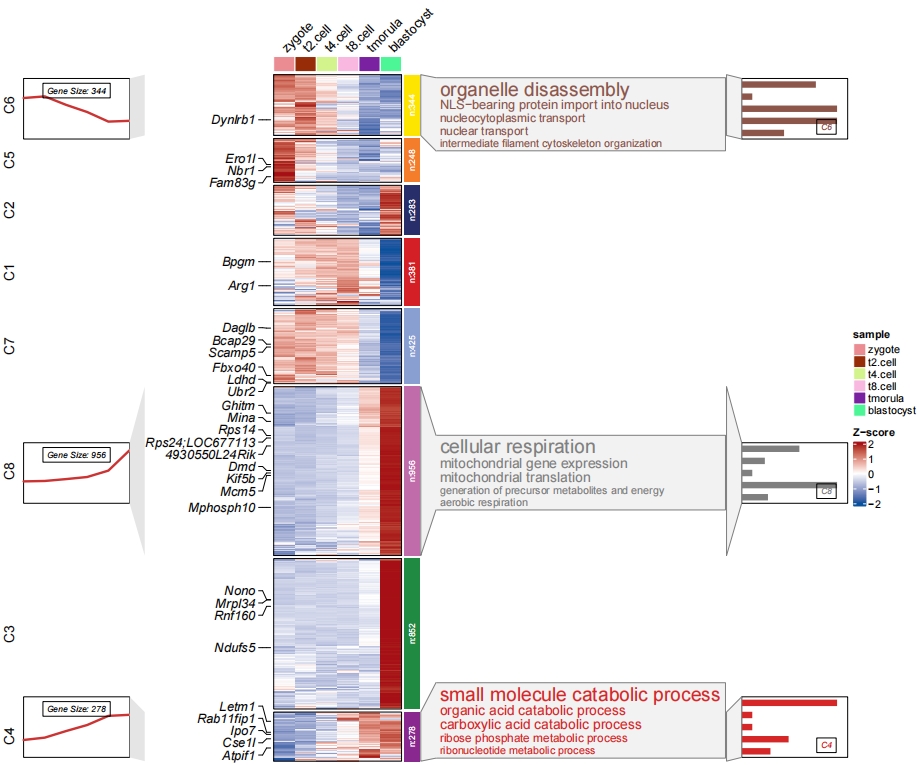 zygote
t2.cell
t4.cell
t8.cell
tmorula
blastocyst
C6
Gene Size: 344
Dynlrb1
n:344
organelle disassembly
NLS-bearing protein import into nucleus
nucleocytoplasmic transport
nuclear transport
intermediate filament cytoskeleton organization
C6
C5
Ero1l
Nbr1
Fam83g
n:248
C2
n:283
C1
Bpgm
Arg1
n:381
C7
Daglb
Bcap29
Scamp5
Fbxo40
Ldhd
Ubr2
n:425
C8
Gene Size: 956
Ghitm
Mina
Rps14
Rps24;LOC677113
4930550L24Rik
Dmd
Kif5b
Mcm5
Mphosph10
n:956
cellular respiration
mitochondrial gene expression
mitochondrial translation
generation of precursor metabolites and energy
aerobic respiration
C8
C3
Nono
Mrpl34
Rnf160
Ndufs5
n:852
C4
Gene Size: 278
Letm1
Rab11fip1
Ipo7
Cse1l
Atpif1
n:278
small molecule catabolic process
organic acid catabolic process
carboxylic acid catabolic process
ribose phosphate metabolic process
ribonucleotide metabolic process
C4
sample
zygote
t2.cell
t4.cell
t8.cell
tmorula
blastocyst
Z-score
2
1
0
−1
−2